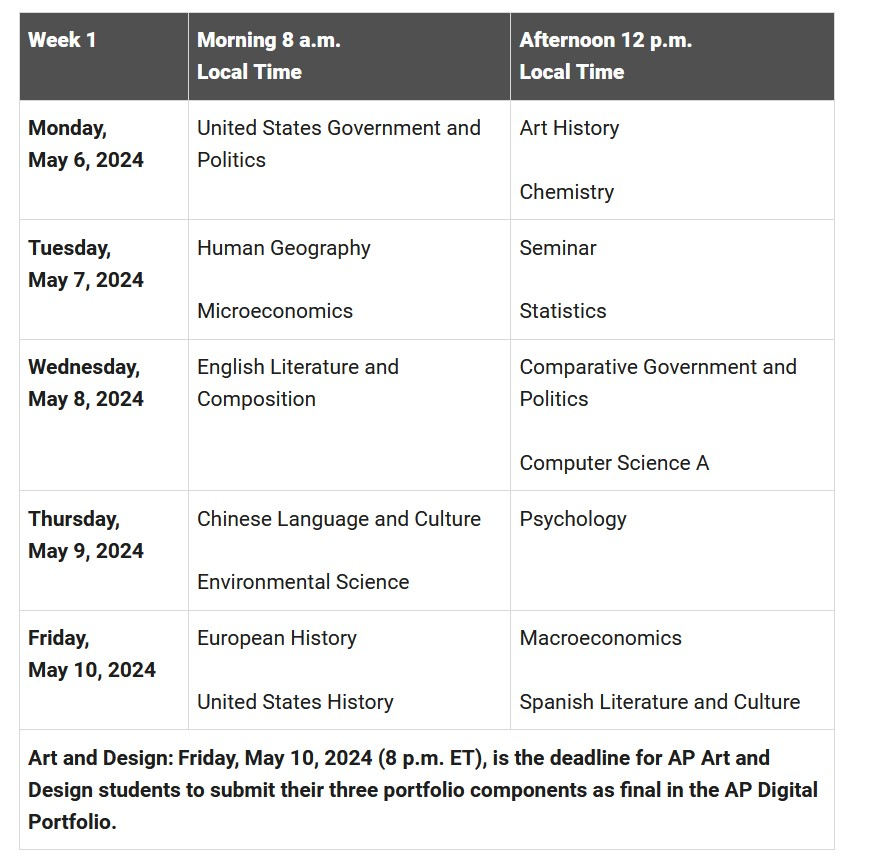 Week 1
Morning 8 a.m.
Local Time
Afternoon 12 p.m.
Local Time
Monday,
May 6, 2024
United States Government and
Politics
Art History
Chemistry
Tuesday,
May 7, 2024
Human Geography
Microeconomics
Seminar
Statistics
Wednesday,
May 8, 2024
English Literature and
Composition
Comparative Government and
Politics
Computer Science A
Thursday,
May 9, 2024
Chinese Language and Culture
Environmental Science
Psychology
Friday,
May 10, 2024
European History
United States History
Macroeconomics
Spanish Literature and Culture
Art and Design: Friday, May 10, 2024 (8 p.m. ET), is the deadline for AP Art and
Design students to submit their three portfolio components as final in the AP Digital
Portfolio.